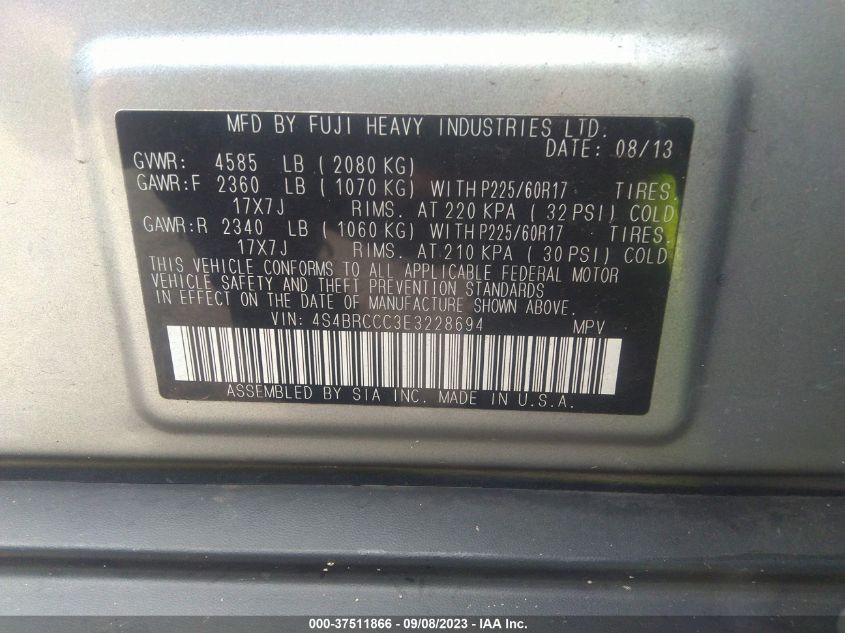 MFD BY FUJI HEAVY INDUSTRIES LTD.
DATE: 08/13
GVWR: 4585 LB ( 2080 KG)
GAWR:F 2360 LB ( 1070 KG) WITH P225/60R17 TIRES.
17X7J RIMS. AT 220 KPA ( 32 PSI) COLD
GAWR:R 2340 LB ( 1060 KG) WITH P225/60R17 TIRES.
17X7J RIMS. AT 210 KPA ( 30 PSI) COLD
THIS VEHICLE CONFORMS TO ALL APPLICABLE FEDERAL MOTOR
VEHICLE SAFETY AND THEFT PREVENTION STANDARDS
IN EFFECT ON THE DATE OF MANUFACTURE SHOWN ABOVE.
VIN: 4S4BRCCC3E3228694 MPV
ASSEMBLED BY SIA INC. MADE IN U.S.A.
000-37511866 - 09/08/2023 - IAA Inc.